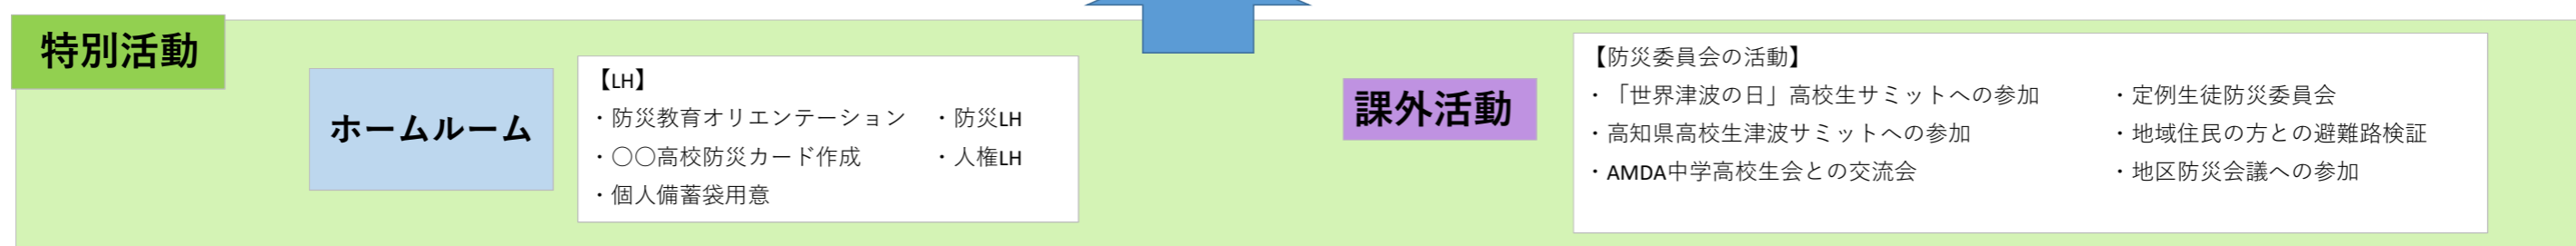 特別活動
ホームルーム
【LH】
・防災教育オリエンテーション ・防災LH
・〇〇高校防災カード作成 ・人権LH
・個人備蓄袋用意
課外活動
【防災委員会の活動】
・「世界津波の日」高校生サミットへの参加 ・定例生徒防災委員会
・高知県高校生津波サミットへの参加 ・地域住民の方との避難路検証
・AMDA中学高校生会との交流会 ・地区防災会議への参加